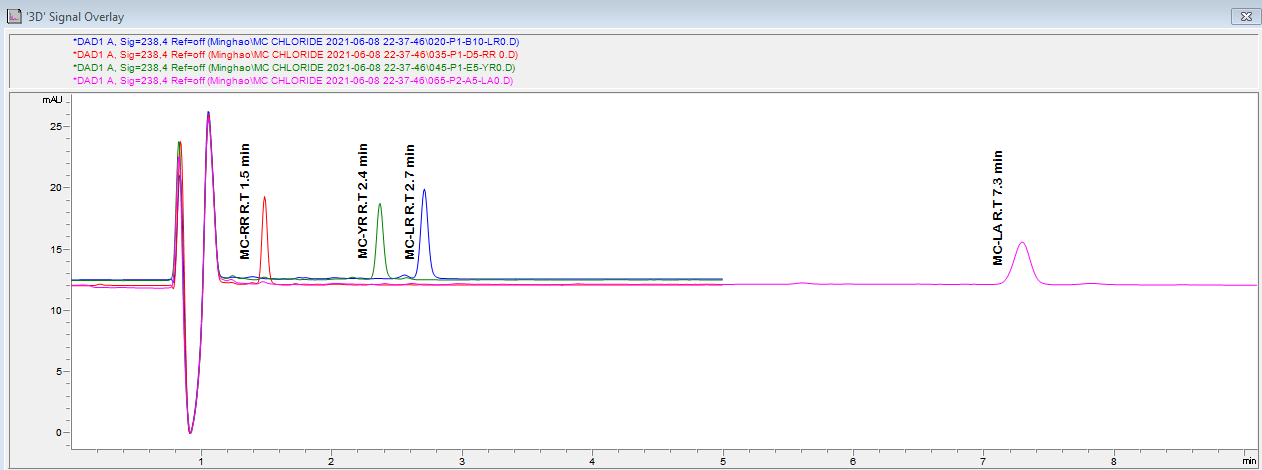 '3D' Signal Overlay
*DAD1 A, Sig=238,4 Ref=off (Minghao\MC CHLORIDE 2021-06-08 22-37-46\020-P1-B10-LR0.D)
*DAD1 A, Sig=238,4 Ref=off (Minghao\MC CHLORIDE 2021-06-08 22-37-46\035-P1-D5-RR 0.D)
*DAD1 A, Sig=238,4 Ref=off (Minghao\MC CHLORIDE 2021-06-08 22-37-46\045-P1-E5-YR0.D)
*DAD1 A, Sig=238,4 Ref=off (Minghao\MC CHLORIDE 2021-06-08 22-37-46\065-P2-A5-LA0.D)
mAU
25
20
15
10
5
0
MC-RR R.T 1.5 min
MC-YR R.T 2.4 min
MC-LR R.T 2.7 min
MC-LA R.T 7.3 min
1 2 3 4 5 6 7 8 min